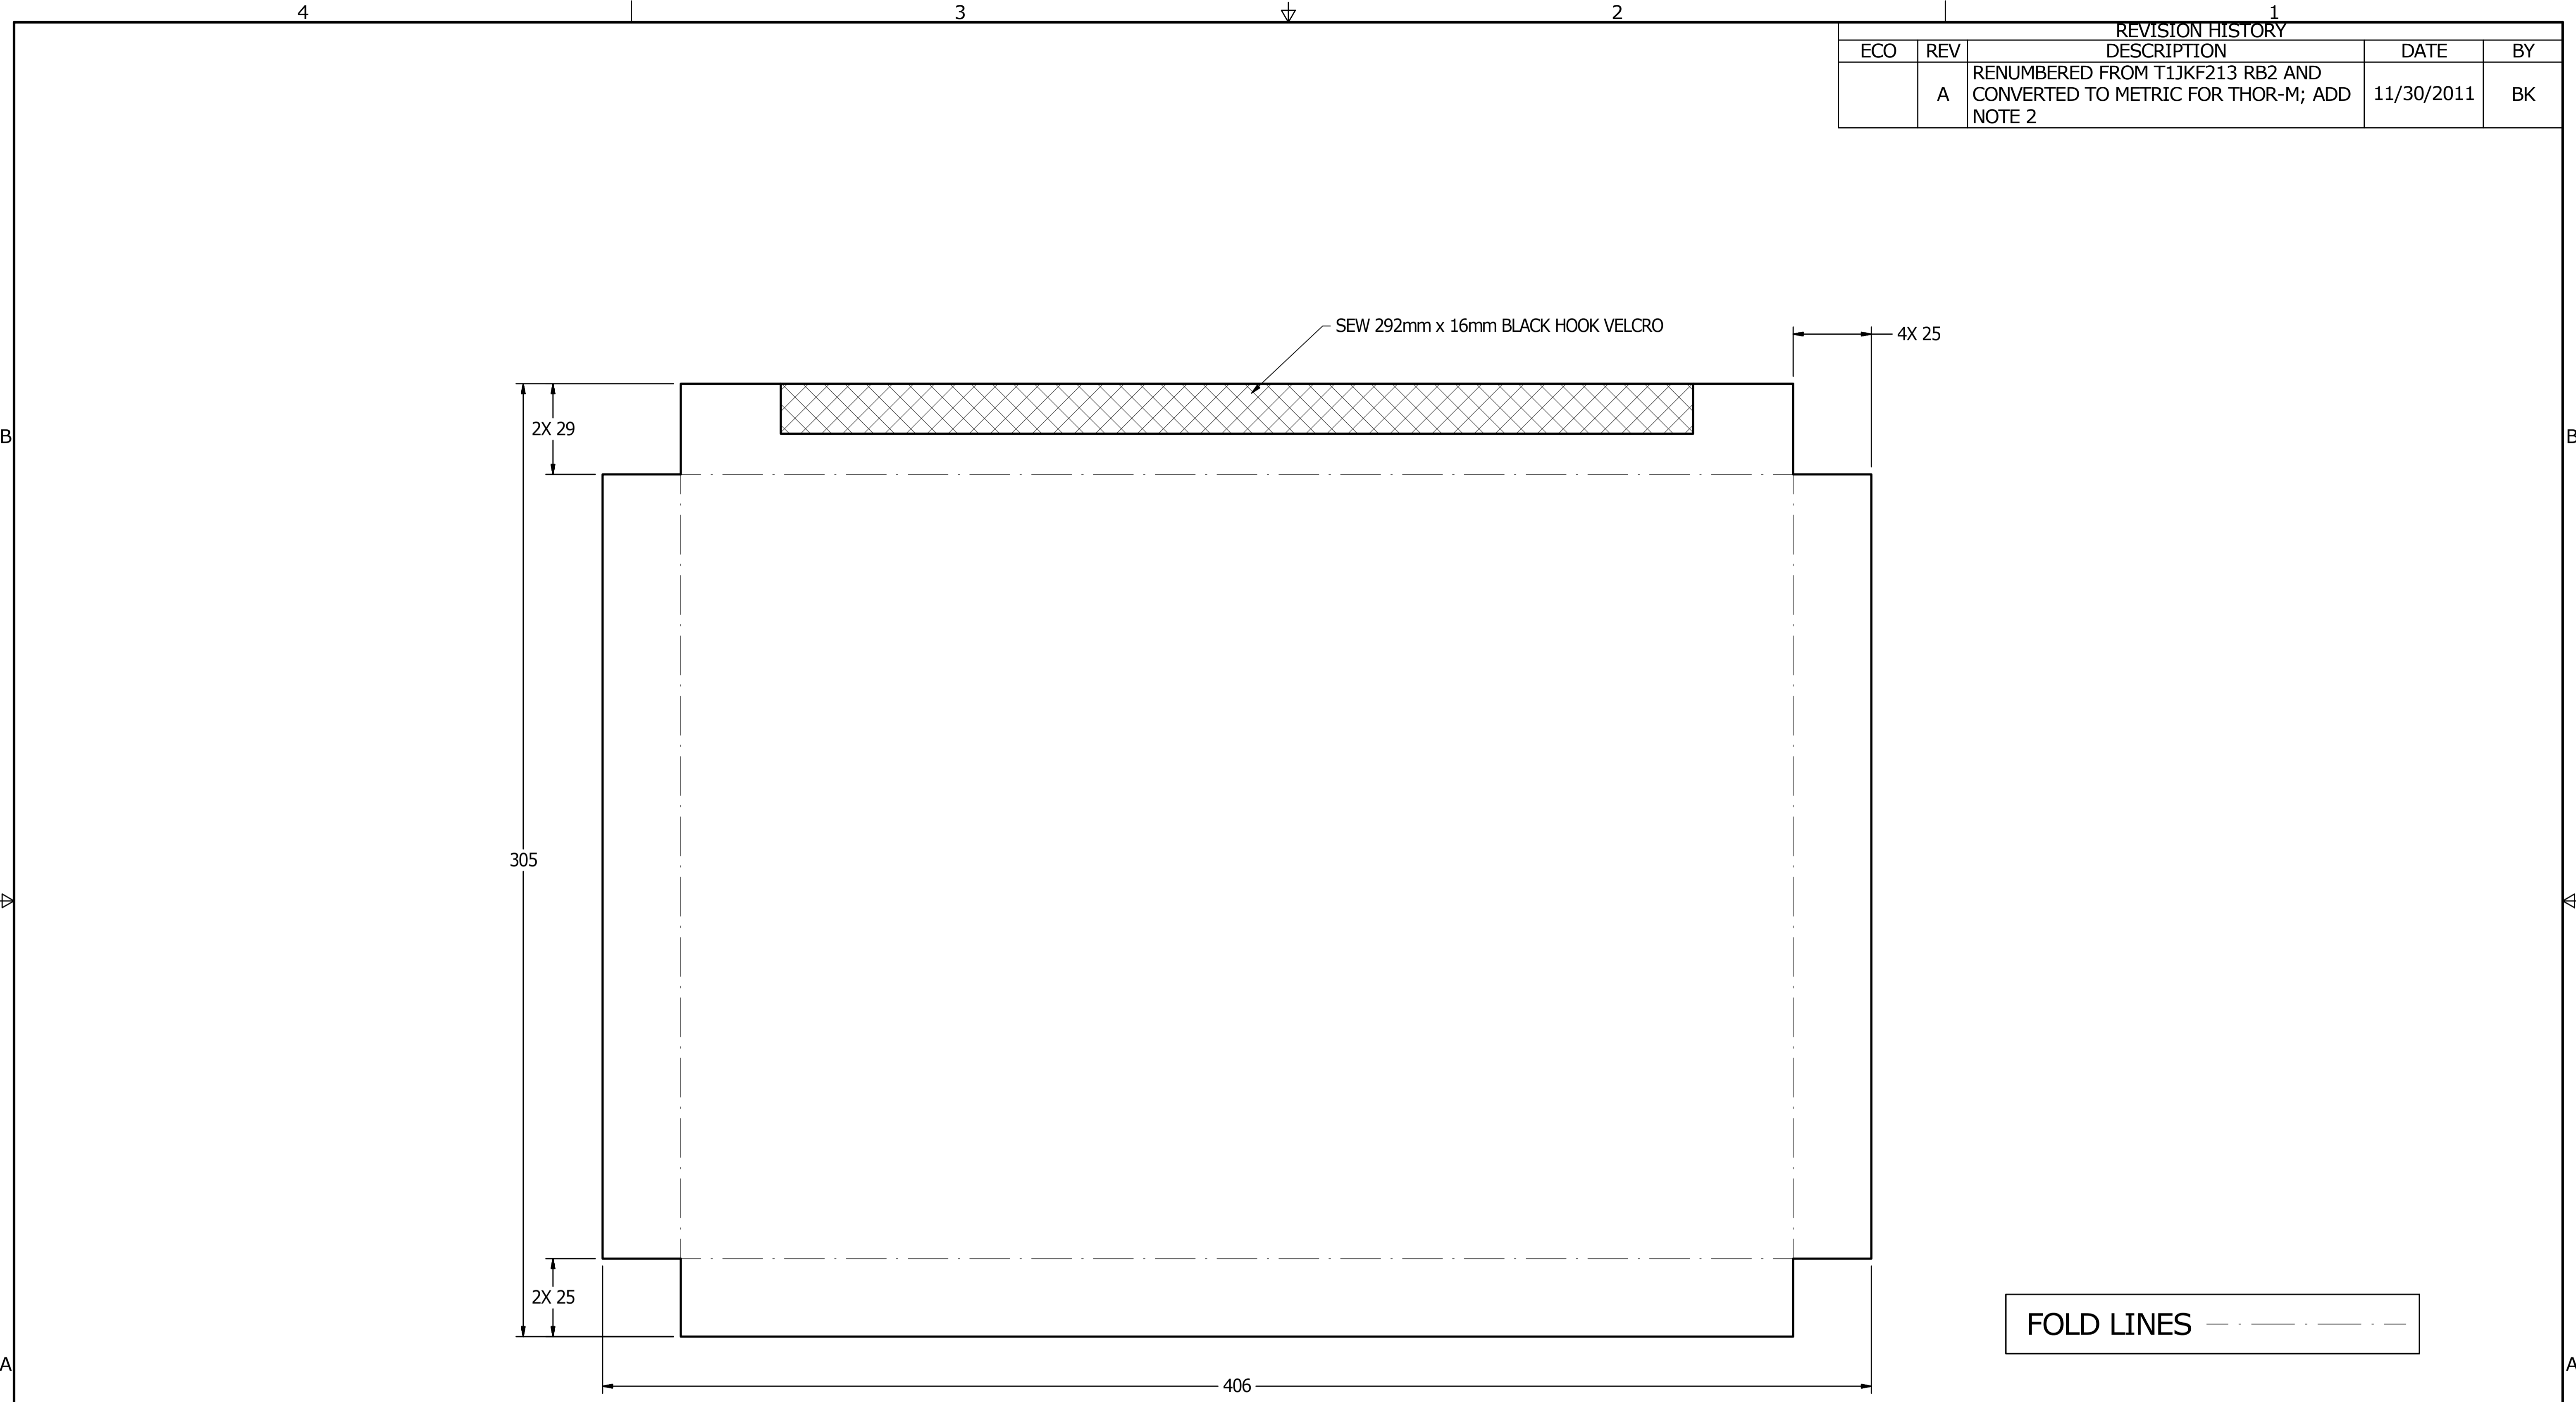 4 3 2 1
REVISION HISTORY
ECO REV DESCRIPTION DATE BY
RENUMBERED FROM T1JKF213 RB2 AND
A CONVERTED TO METRIC FOR THOR-M; ADD 11/30/2011 BK
NOTE 2
SEW 292mm x 16mm BLACK HOOK VELCRO
4X 25
2X 29
B B
305
2X 25
FOLD LINES
A A
406